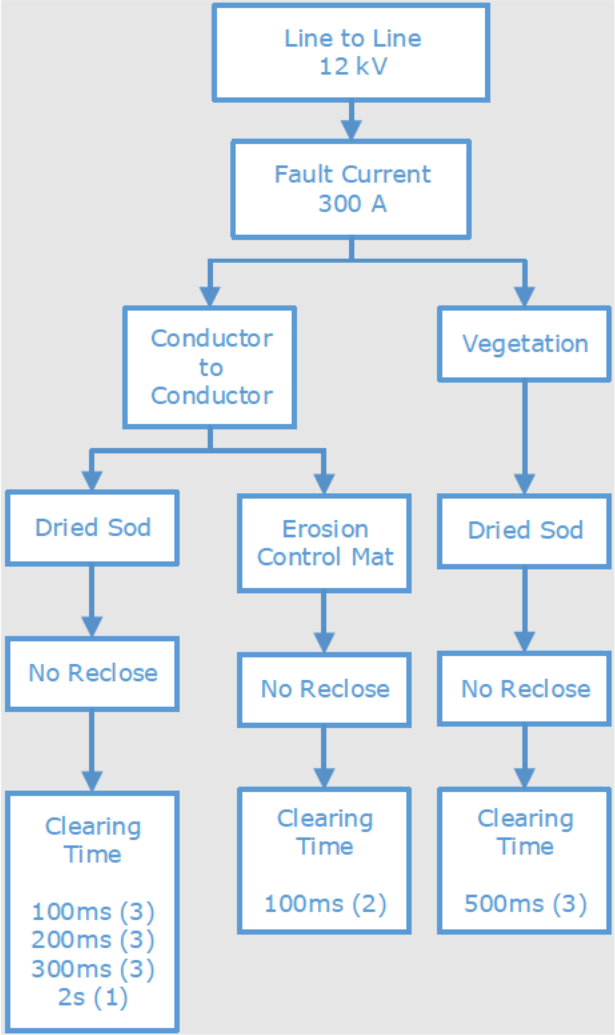 Line to Line
12 kV
Fault Current
300 A
Conductor
to
Conductor
Vegetation
Dried Sod
Erosion
Control Mat
Dried Sod
No Reclose
No Reclose
No Reclose
Clearing
Time
100ms (3)
200ms (3)
300ms (3)
2s (1)
Clearing
Time
100ms (2)
Clearing
Time
500ms (3)